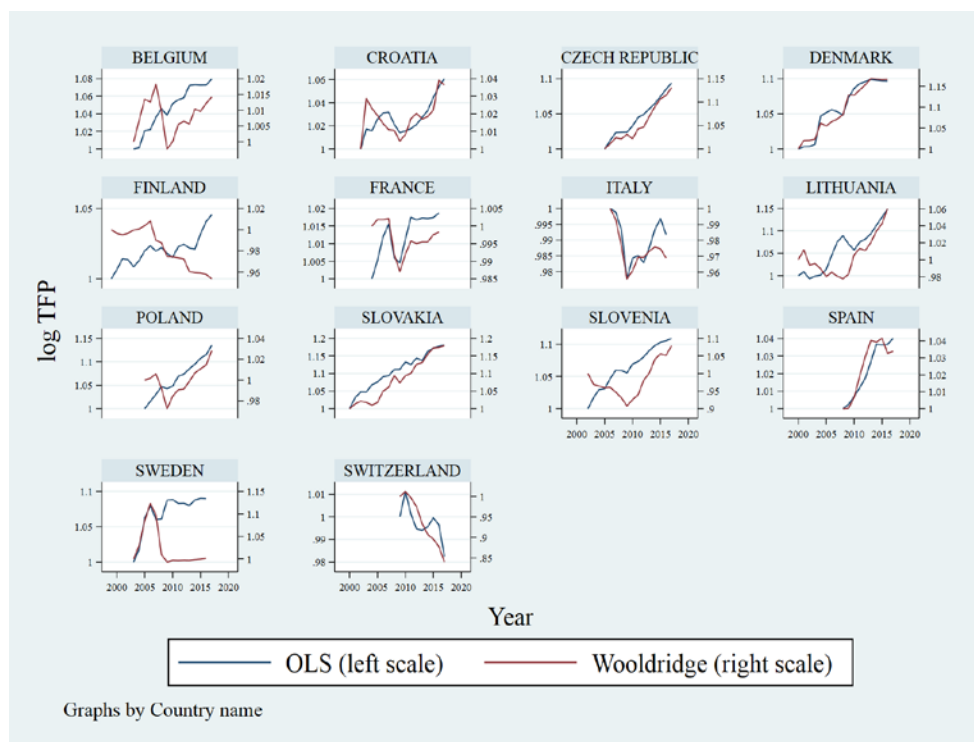 BELGIUM CROATIA CZECH REPUBLIC DENMARK
1.08 1.02 1.06 1.04 1.1 1.15 1.1
1.06 1.015 1.04 1.03 1.1 1.15
1.04 1.01 1.02 1.05 1.05 1.1
1.02 1.005 1.02 1.01 1.05 1.05
1 1 1 1 1 1 1 1
FINLAND FRANCE ITALY LITHUANIA
1.05 1.02 1.02 1.005 1 1 1.15 1.06
1 1.015 1 .995 .99 1.1 1.04
.98 1.01 .995 .99 .98 1.05 1.02
.96 1.005 .99 .985 .97 1
1 1 .985 .98 .96 1 .98
log TFP
POLAND SLOVAKIA SLOVENIA SPAIN
1.15 1.04 1.2 1.2 1.1 1.04 1.04
1.1 1.02 1.15 1.1 1.05 1.03
1.1 1 1.03
1.05 1 1.1 1.05 .95 1.01 1.02
1 .98 1 1 1 .9 1 1
2000 2005 2010 2015 2020 2000 2005 2010 2015 2020
SWEDEN SWITZERLAND
1.1 1.15 1.01 1
1.05 1.1 1 .95
1.05 .99 .9
1 1 .98 .85
2000 2005 2010 2015 2020 2000 2005 2010 2015 2020
Year
OLS (left scale) Wooldridge (right scale)
Graphs by Country name